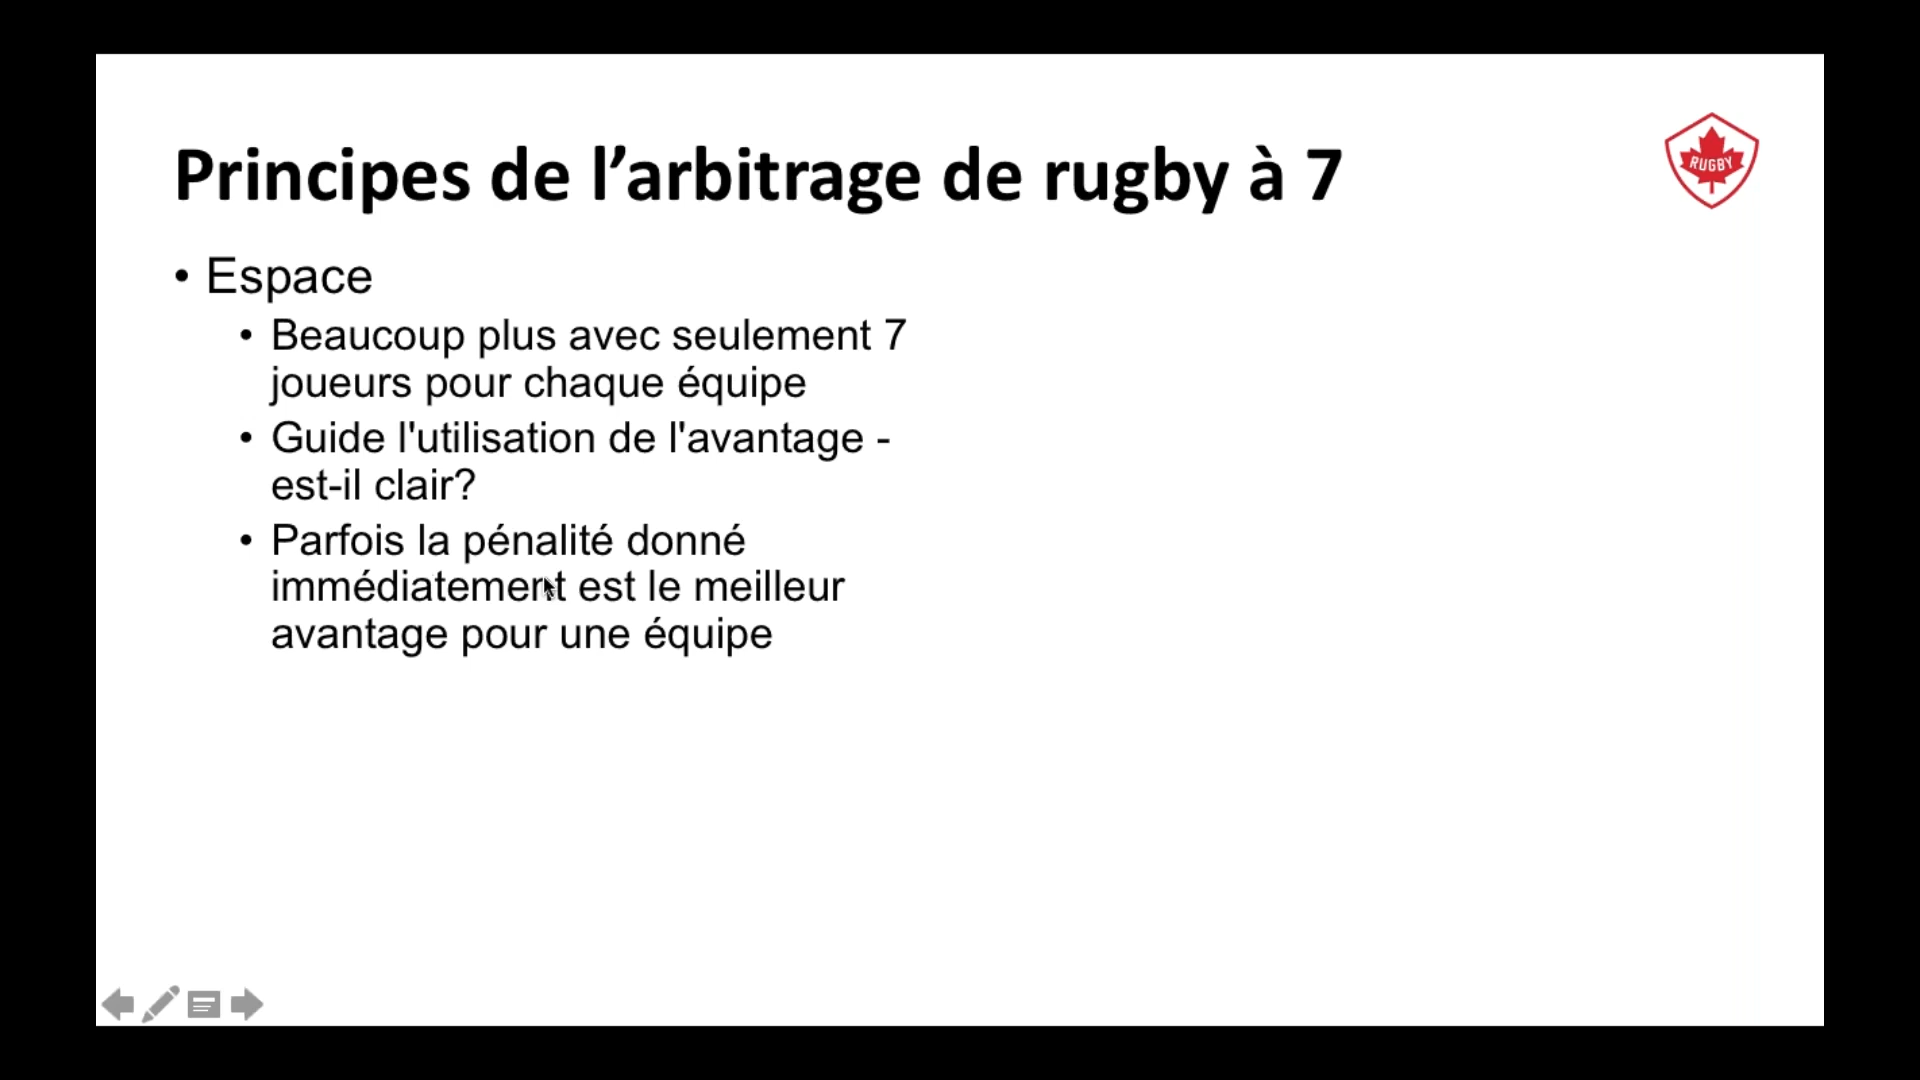 Principes de l’arbitrage de rugby à 7
RUGBY
• Espace
• Beaucoup plus avec seulement 7
joueurs pour chaque équipe
• Guide l'utilisation de l'avantage -
est-il clair?
• Parfois la pénalité donné
immédiatement est le meilleur
avantage pour une équipe